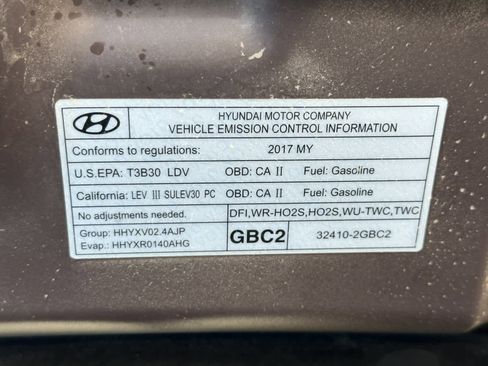 HYUNDAI MOTOR COMPANY
VEHICLE EMISSION CONTROL INFORMATION
Conforms to regulations: 2017 MY
U.S.EPA: T3B30 LDV OBD: CA II Fuel: Gasoline
California: LEV III SULEV30 PC OBD: CA II Fuel: Gasoline
No adjustments needed. DFI,WR-HO2S,HO2S,WU-TWC,TWC
Group: HHYXV02.4AJP
Evap.: HHYXR0140AHG
GBC2 32410-2GBC2